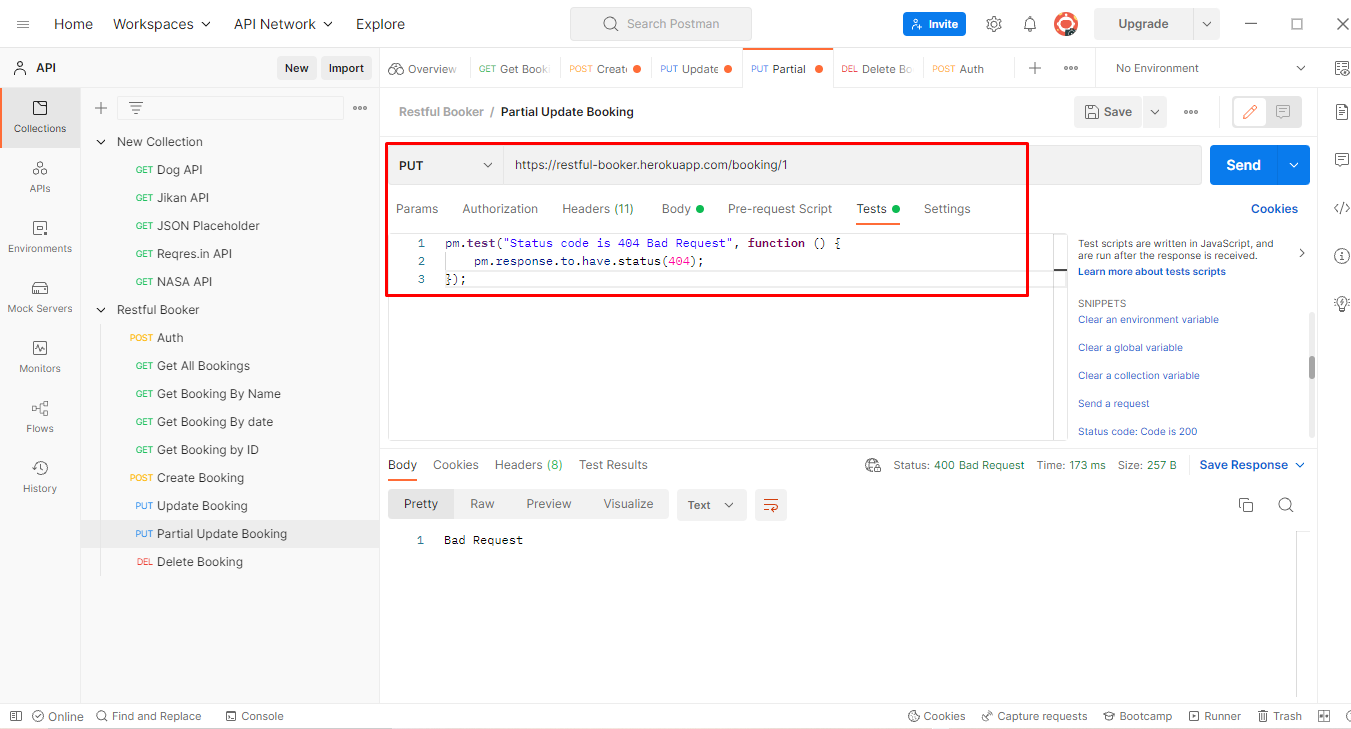 Home Workspaces API Network Explore Search Postman Invite Upgrade
API New Import Overview GET Get Book POST Create PUT Update PUT Partial DEL Delete Bo POST Auth No Environment
Restful Booker / Partial Update Booking Save
Collections
APIs
Environments
Mock Servers
Monitors
Flows
History
New Collection
GET Dog API
GET Jikan API
GET JSON Placeholder
GET Reqres.in API
GET NASA API
Restful Booker
POST Auth
GET Get All Bookings
GET Get Booking By Name
GET Get Booking By date
GET Get Booking by ID
POST Create Booking
PUT Update Booking
PUT Partial Update Booking
DEL Delete Booking
PUT https://restful-booker.herokuapp.com/booking/1 Send
Params Authorization Headers (11) Body Pre-request Script Tests Settings Cookies
1 pm.test("Status code is 404 Bad Request", function () {
2 pm.response.to.have.status(404);
3 });
Test scripts are written in JavaScript, and
are run after the response is received.
Learn more about tests scripts
SNIPPETS
Clear an environment variable
Clear a global variable
Clear a collection variable
Send a request
Status code: Code is 200
Body Cookies Headers (8) Test Results Status: 400 Bad Request Time: 173 ms Size: 257 B Save Response
Pretty Raw Preview Visualize Text
1 Bad Request
Online Find and Replace Console Cookies Capture requests Bootcamp Runner Trash